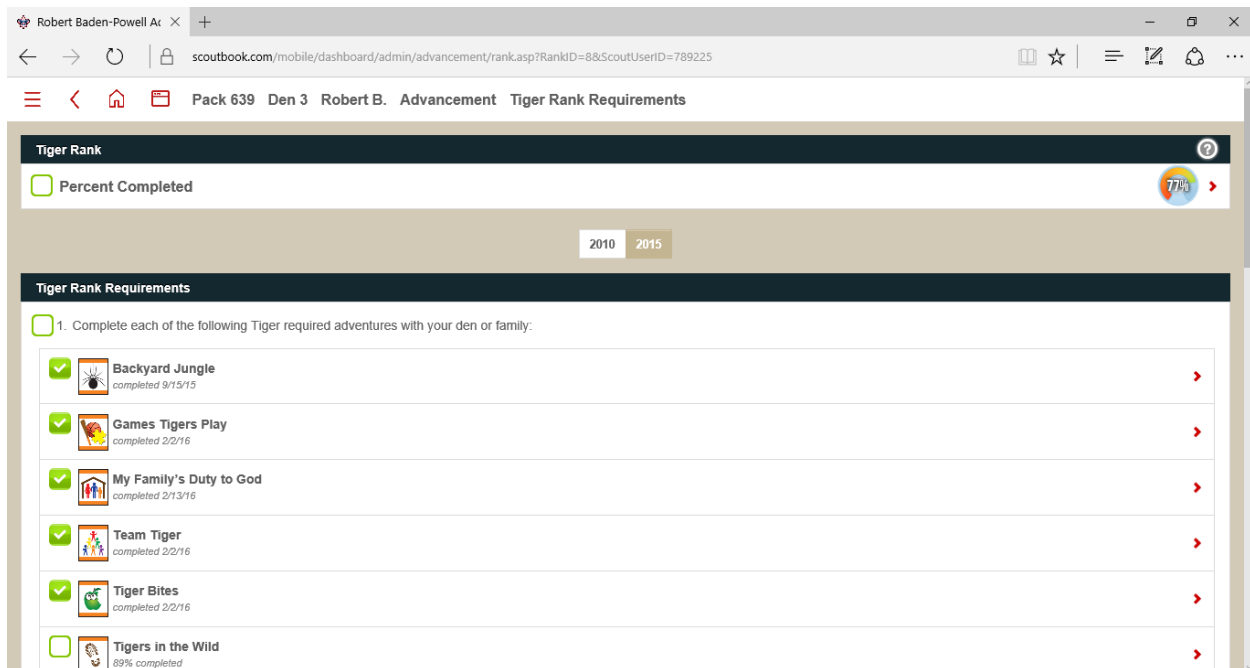 Robert Baden-Powell Ac
scoutbook.com/mobile/dashboard/admin/advancement/rank.asp?RankID=8&ScoutUserID=789225
Pack 639 Den 3 Robert B. Advancement Tiger Rank Requirements
Tiger Rank
Percent Completed 77%
2010 2015
Tiger Rank Requirements
1. Complete each of the following Tiger required adventures with your den or family:
Backyard Jungle
completed 9/15/15
Games Tigers Play
completed 2/2/16
My Family's Duty to God
completed 2/13/16
Team Tiger
completed 2/2/16
Tiger Bites
completed 2/2/16
Tigers in the Wild
89% completed